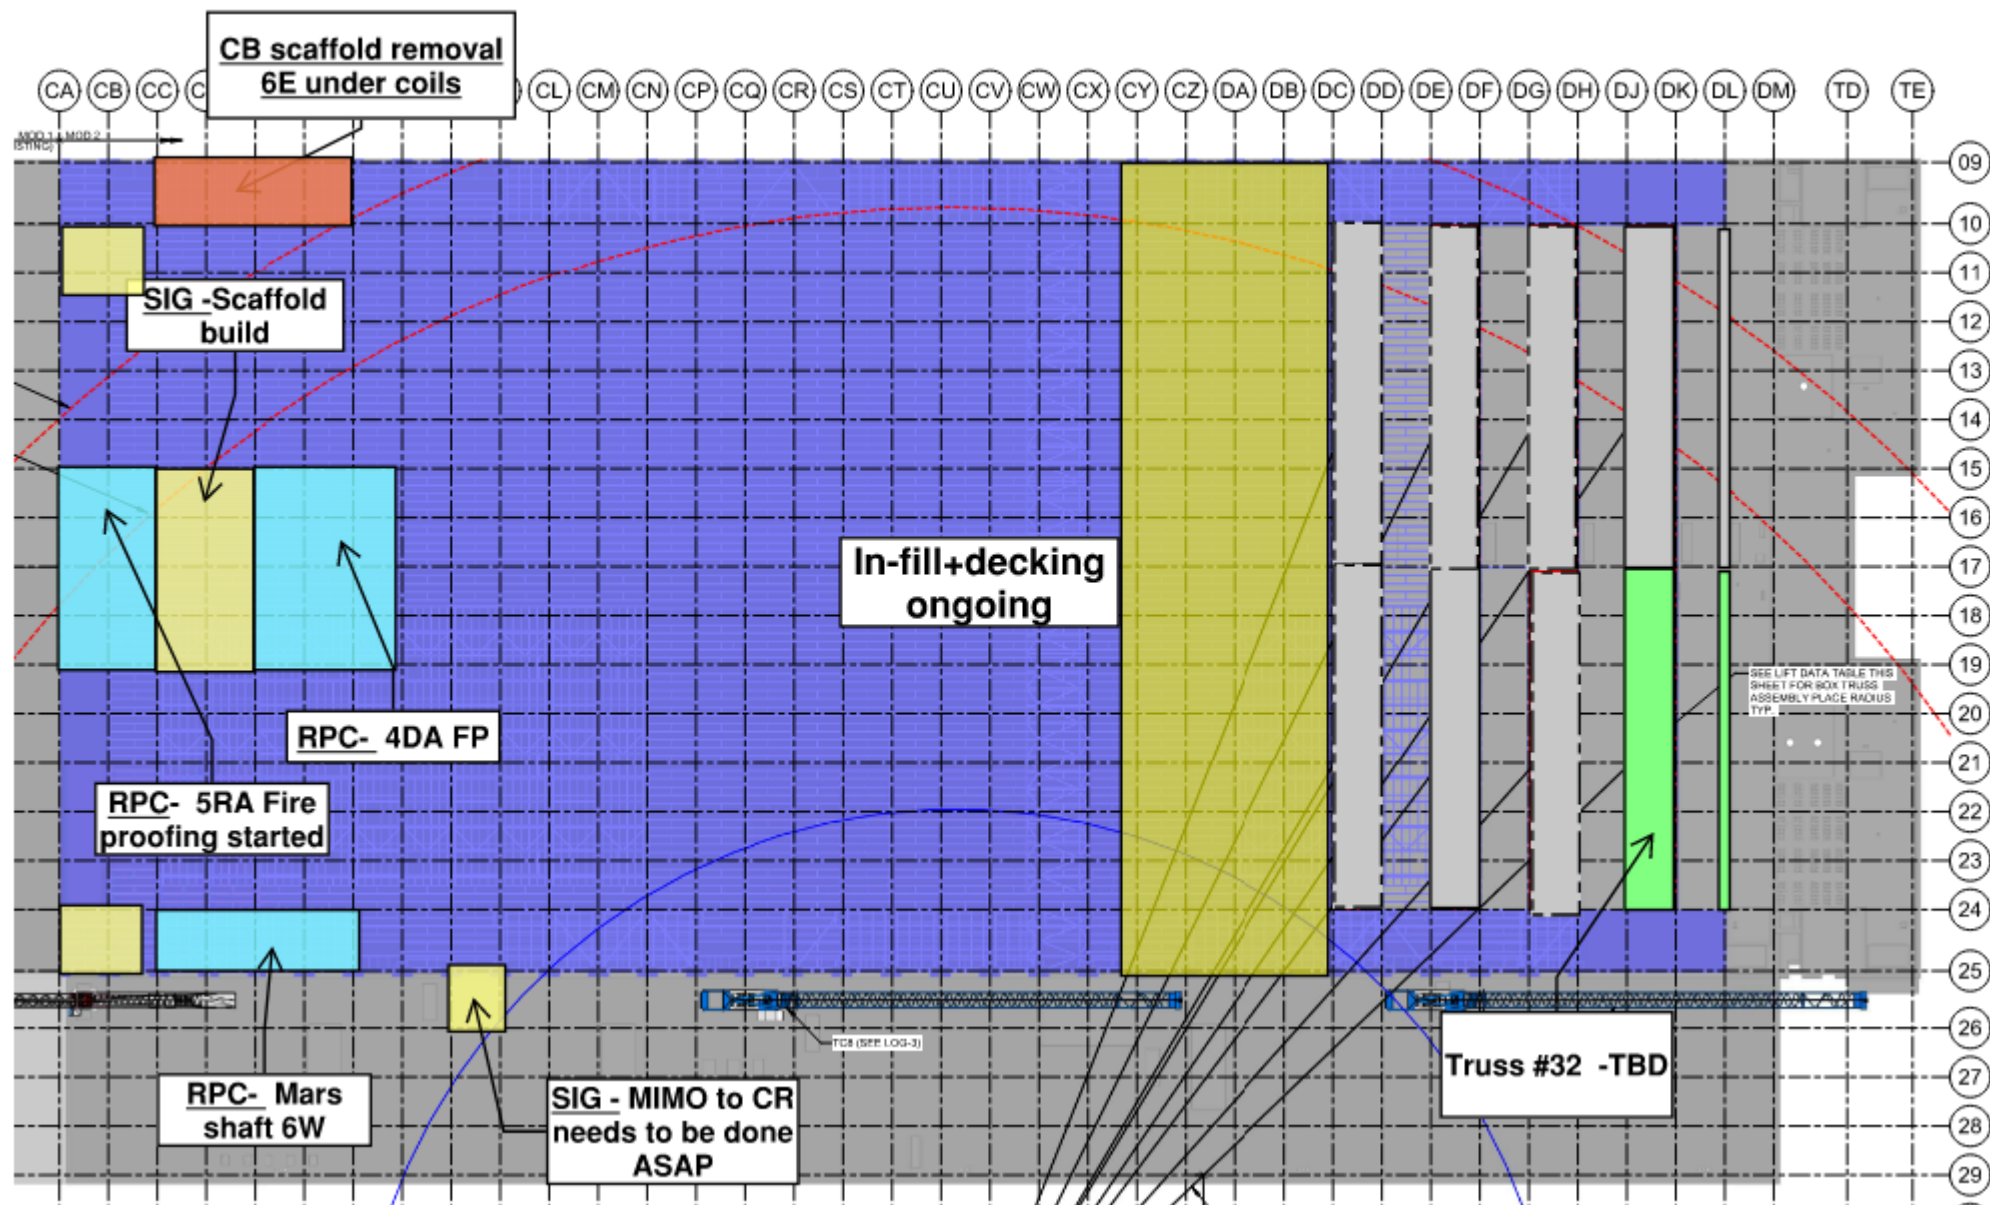 CB scaffold removal
6E under coils
CA CB CC CL CM CN CP CQ CR CS CT CU CV CW CX CY CZ DA DB DC DD DE DF DG DH DJ DK DL DM TD TE
MOD 1 MOD 2
ISTING)
09
10
11
12
13
14
15
16
17
18
19
20
21
22
23
24
25
26
27
28
29
SIG -Scaffold
build
In-fill+decking
ongoing
SEE LIFT DATA TABLE THIS
SHEET FOR BOX TRUSS
ASSEMBLY PLACE RADIUS
TYP.
RPC- 4DA FP
RPC- 5RA Fire
proofing started
TC8 (SEE LOG-3)
Truss #32 -TBD
RPC- Mars
shaft 6W
SIG - MIMO to CR
needs to be done
ASAP